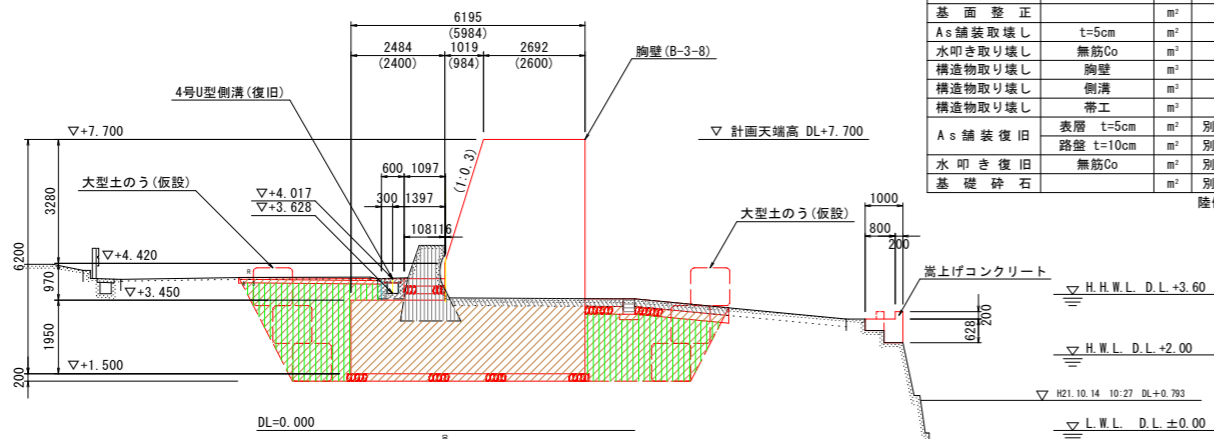 6195
(5984)
2484
1019
2692
(2400)
(984)
(2600)
胸壁(B-3-8)
4号U型側溝(復旧)
▽+7.700
▽ 計画天端高 DL+7.700
(1:0.3)
600
1097
大型土のう(仮設)
▽+4.017
300
1397
▽+3.628
108116
大型土のう(仮設)
3280
6200
970
1950
200
▽+4.420
R
▽+3.450
▽+1.500
DL=0.000
1000
800
200
嵩上げコンクリート
200
628
▽ H.H.W.L. D.L.+3.60
▽ H.W.L. D.L.+2.00
▽ H21.10.14 10:27 DL+0.793
▽ L.W.L. D.L.±0.00
基面整正 m²
As舗装取壊し t=5cm m²
水叩き取り壊し 無筋Co m³
構造物取り壊し 胸壁 m³
構造物取り壊し 側溝 m³
構造物取り壊し 帯工 m³
As舗装復旧 表層 t=5cm m² 別
路盤 t=10cm m² 別
水叩き復旧 無筋Co m² 別
基礎砕石 m² 別